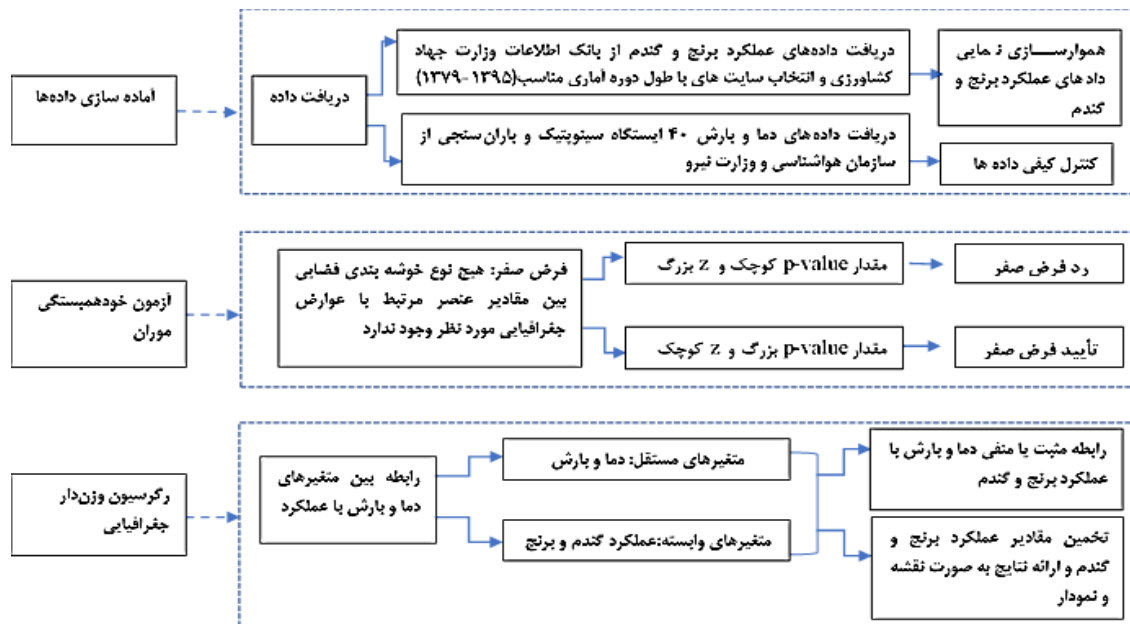 آماده سازی داده‌ها
دریافت داده
دریافت داده‌های عملکرد برنج و گندم از بانک اطلاعات وزارت جهاد
کشاورزی و انتخاب سایت های با طول دوره آماری مناسب(۱۳۹۵-۱۳۷۹)
هموارســـازی نمایی
دادهای عملکرد برنج و
گندم
دریافت داده‌های دما و بارش ۴۰ ایستگاه سینوپتیک و باران‌سنجی از
سازمان هواشناسی و وزارت نیرو
کنترل کیفی داده ها
آزمون خودهمبستگی
موران
فرض صفر: هیچ نوع خوشه بندی فضایی
بین مقادیر عنصر مرتبط با عوارض
جغرافیایی مورد نظر وجود ندارد
مقدار p-value کوچک و z بزرگ
رد فرض صفر
مقدار p-value بزرگ و z کوچک
تأیید فرض صفر
رگرسیون وزن‌دار
جغرافیایی
رابطه بین متغیرهای
دما و بارش با عملکرد
متغیرهای مستقل: دما و بارش
متغیرهای وابسته:عملکرد گندم و برنج
رابطه مثبت یا منفی دما و بارش با
عملکرد برنج و گندم
تخمین مقادیر عملکرد برنج و
گندم و ارائه نتایج به صورت نقشه
و نمودار